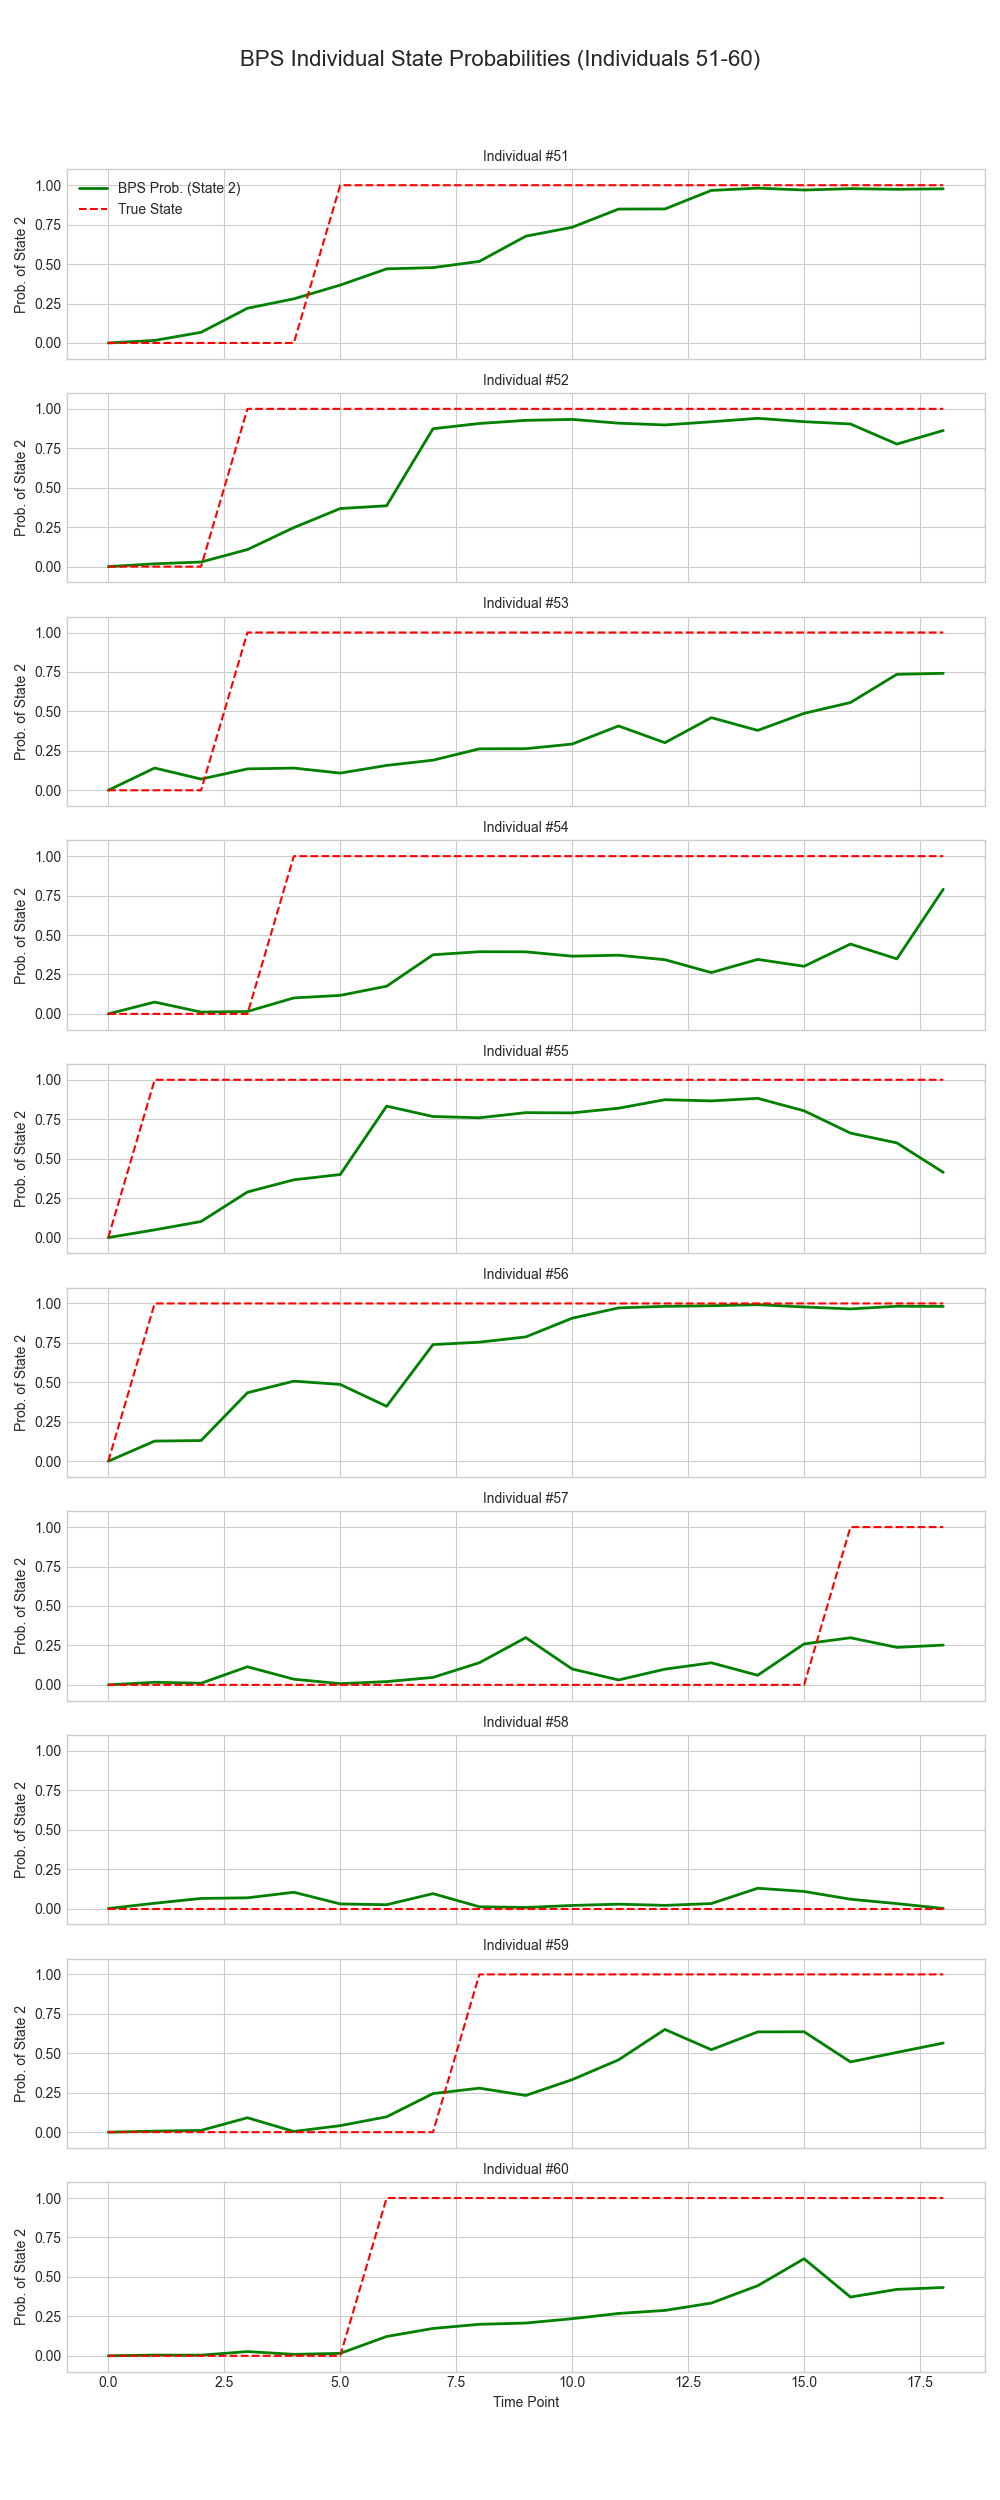 BPS Individual State Probabilities (Individuals 51-60)
Individual #51
Prob. of State 2
1.00
0.75
0.50
0.25
0.00
BPS Prob. (State 2)
True State
Individual #52
Prob. of State 2
1.00
0.75
0.50
0.25
0.00
Individual #53
Prob. of State 2
1.00
0.75
0.50
0.25
0.00
Individual #54
Prob. of State 2
1.00
0.75
0.50
0.25
0.00
Individual #55
Prob. of State 2
1.00
0.75
0.50
0.25
0.00
Individual #56
Prob. of State 2
1.00
0.75
0.50
0.25
0.00
Individual #57
Prob. of State 2
1.00
0.75
0.50
0.25
0.00
Individual #58
Prob. of State 2
1.00
0.75
0.50
0.25
0.00
Individual #59
Prob. of State 2
1.00
0.75
0.50
0.25
0.00
Individual #60
Prob. of State 2
1.00
0.75
0.50
0.25
0.00
0.0 2.5 5.0 7.5 10.0 12.5 15.0 17.5
Time Point